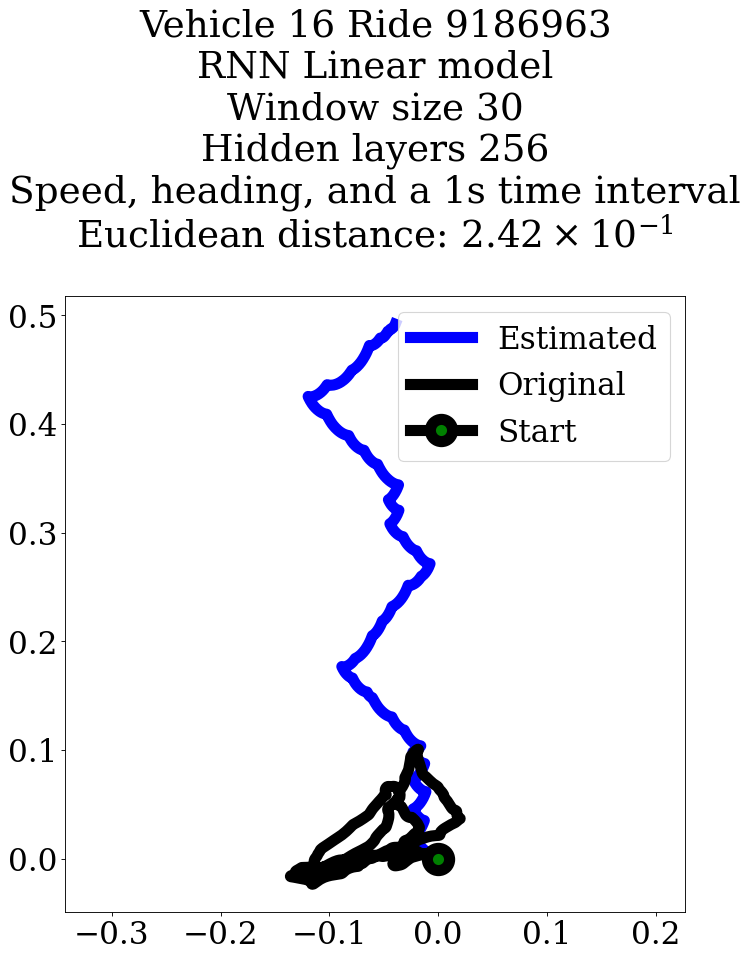 Vehicle 16 Ride 9186963
RNN Linear model
Window size 30
Hidden layers 256
Speed, heading, and a 1s time interval
Euclidean distance: 2.42 × 10⁻¹
0.5
Estimated
Original
0.4
Start
0.3
0.2
0.1
0.0
−0.3 −0.2 −0.1 0.0 0.1 0.2